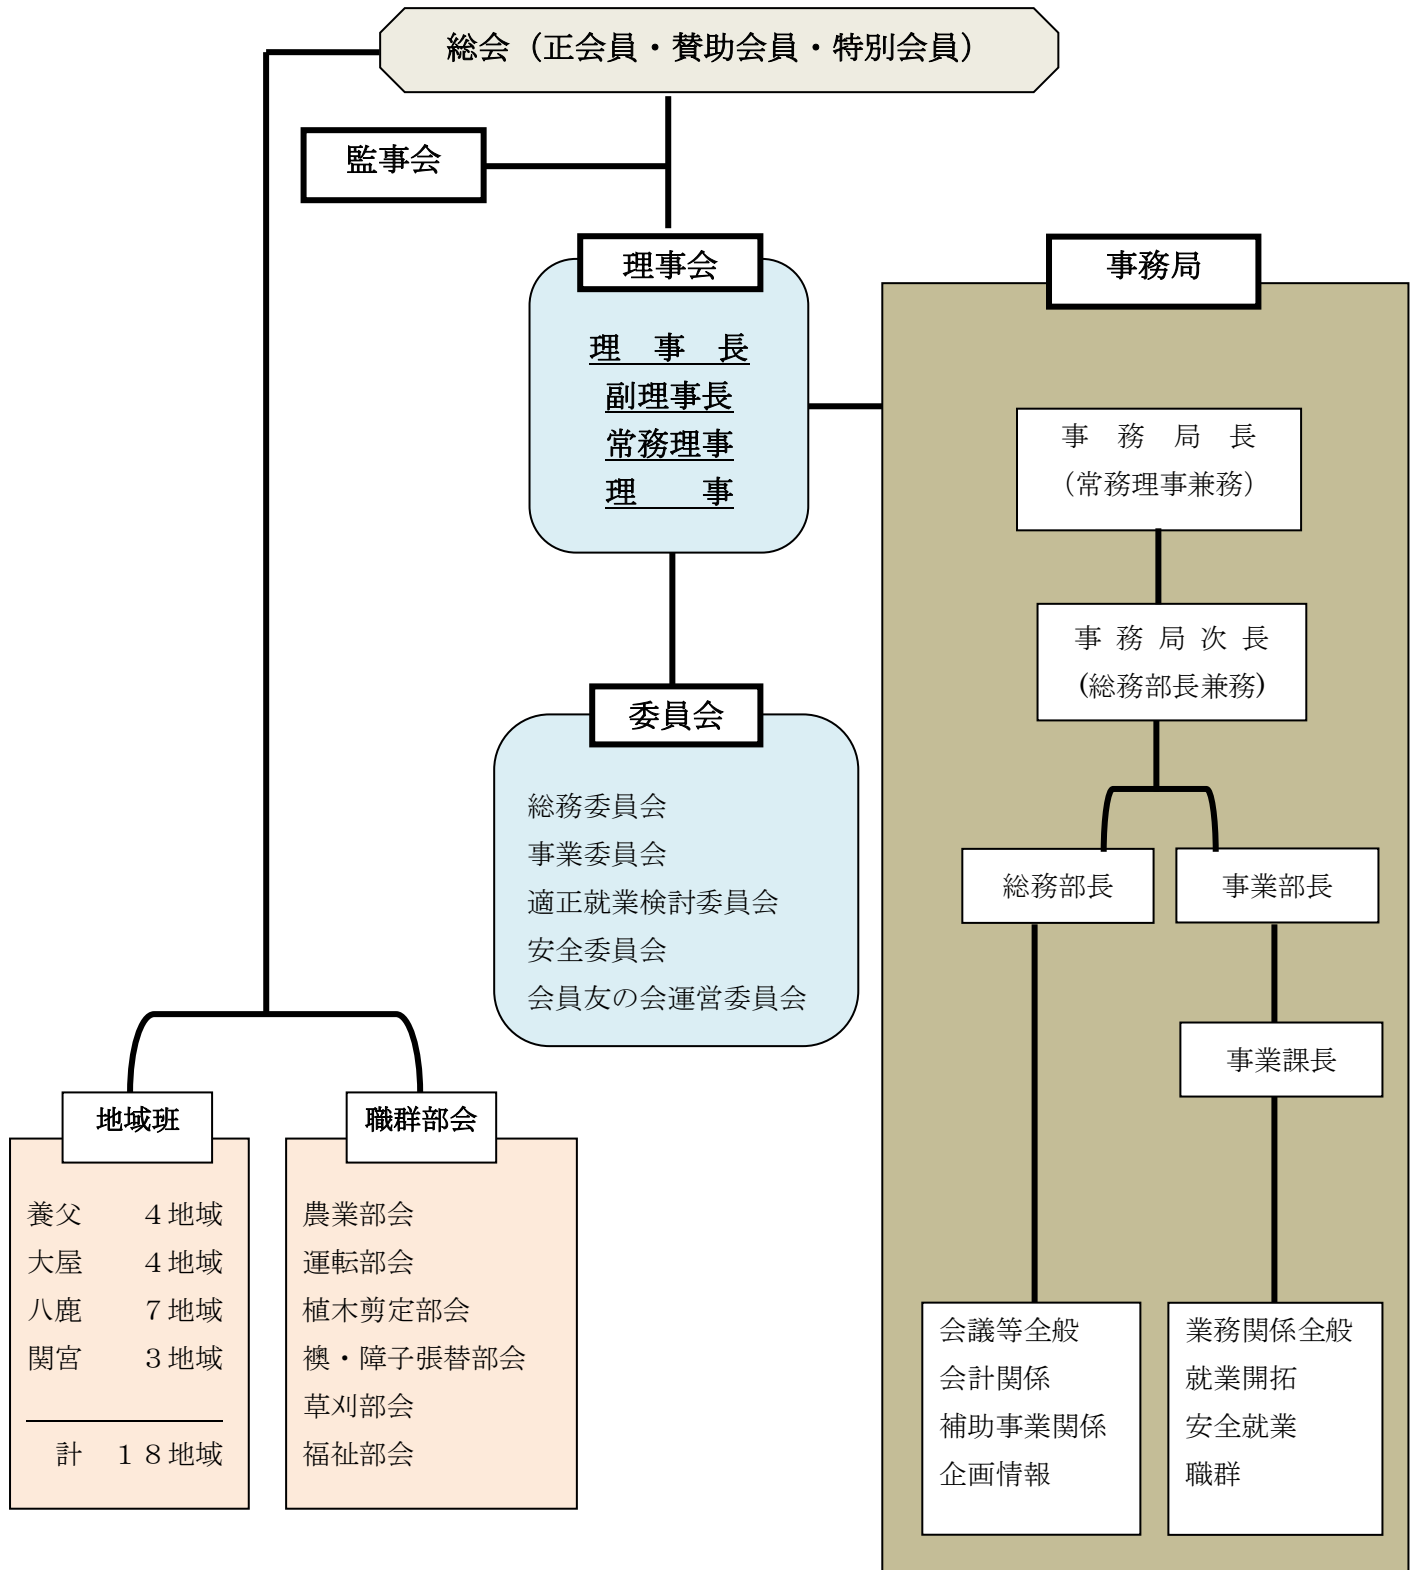 総会（正会員・賛助会員・特別会員）
監事会
理事会
理　事　長
副理事長
常務理事
理　　事
委員会
総務委員会
事業委員会
適正就業検討委員会
安全委員会
会員友の会運営委員会
地域班
養父　　４地域
大屋　　４地域
八鹿　　７地域
関宮　　３地域
計　１８地域
職群部会
農業部会
運転部会
植木剪定部会
襖・障子張替部会
草刈部会
福祉部会
事務局
事　務　局　長
（常務理事兼務）
事 務 局 次 長
(総務部長兼務)
総務部長
事業部長
事業課長
会議等全般
会計関係
補助事業関係
企画情報
業務関係全般
就業開拓
安全就業
職群